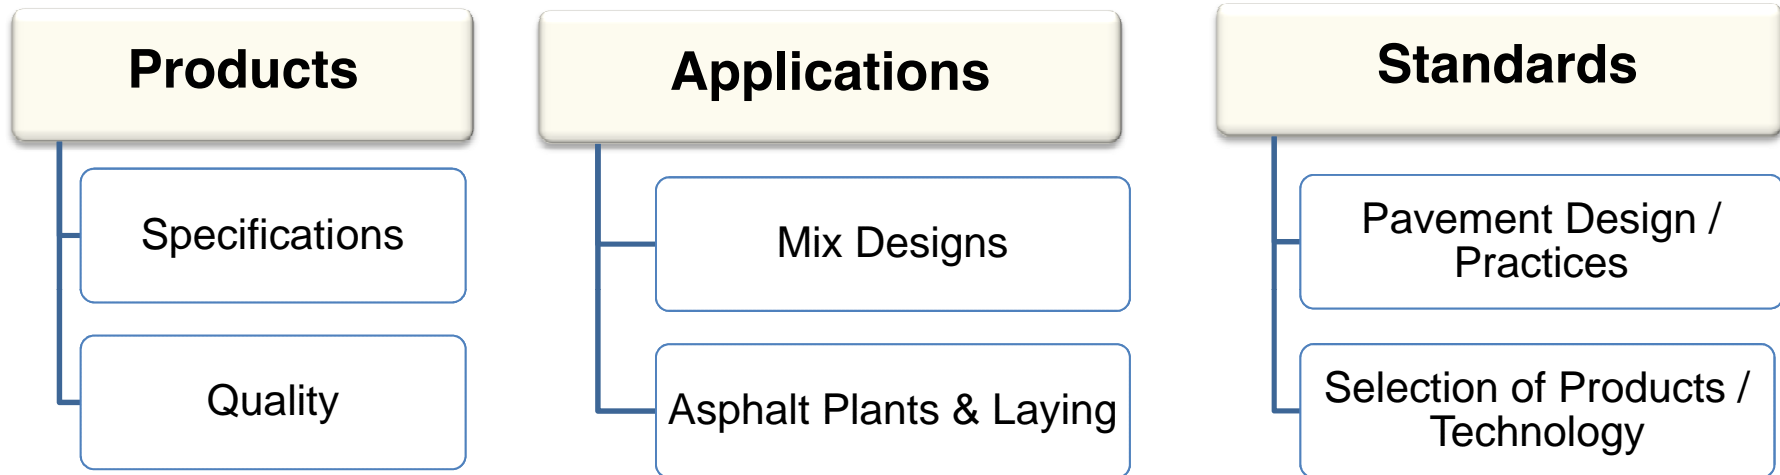 Products
Specifications
Quality
Applications
Mix Designs
Asphalt Plants & Laying
Standards
Pavement Design /
Practices
Selection of Products /
Technology